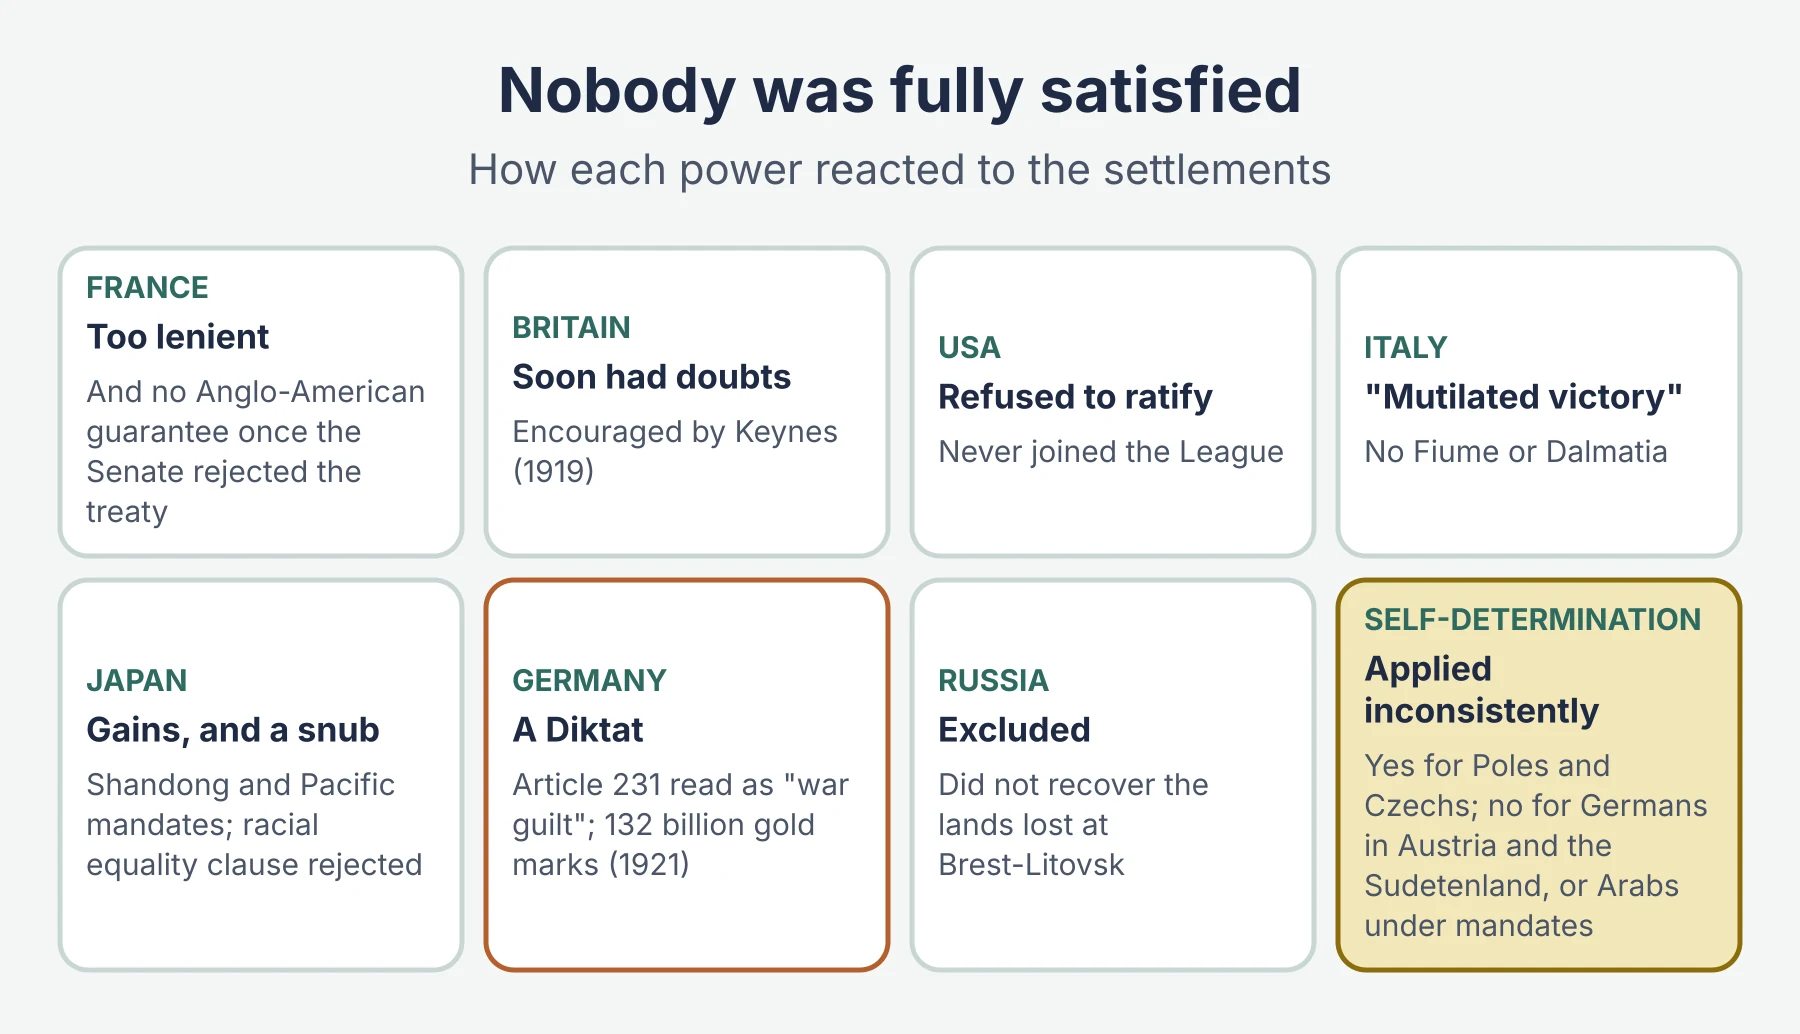 Nobody was fully satisfied
How each power reacted to the settlements
FRANCE
Too lenient
And no Anglo-American
guarantee once the
Senate rejected the
treaty
BRITAIN
Soon had doubts
Encouraged by Keynes
(1919)
USA
Refused to ratify
Never joined the League
ITALY
"Mutilated victory"
No Fiume or Dalmatia
JAPAN
Gains, and a snub
Shandong and Pacific
mandates; racial
equality clause rejected
GERMANY
A Diktat
Article 231 read as "war
guilt"; 132 billion gold
marks (1921)
RUSSIA
Excluded
Did not recover the
lands lost at
Brest-Litovsk
SELF-DETERMINATION
Applied
inconsistently
Yes for Poles and
Czechs; no for Germans
in Austria and the
Sudetenland, or Arabs
under mandates